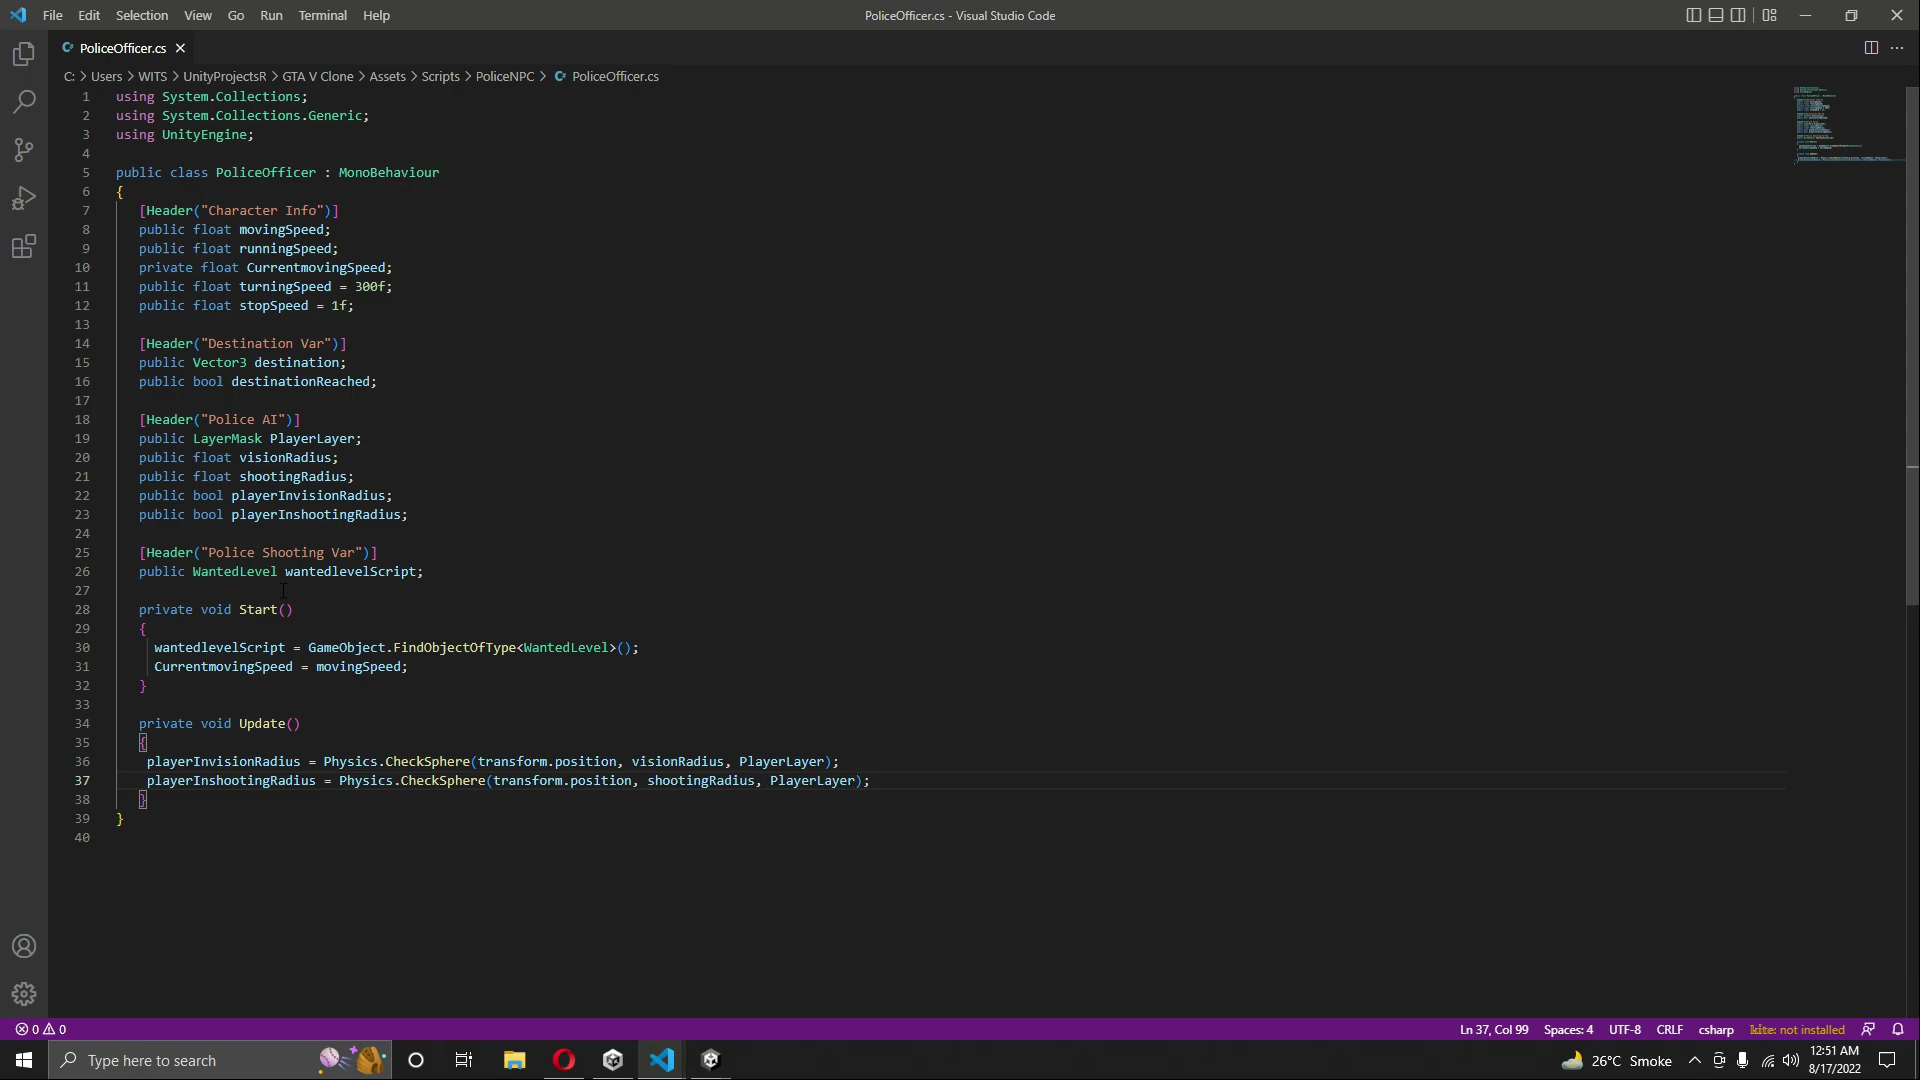 File Edit Selection View Go Run Terminal Help
PoliceOfficer.cs - Visual Studio Code
PoliceOfficer.cs
C: > Users > WITS > UnityProjectsR > GTA V Clone > Assets > Scripts > PoliceNPC > PoliceOfficer.cs
1 using System.Collections;
2 using System.Collections.Generic;
3 using UnityEngine;
4
5 public class PoliceOfficer : MonoBehaviour
6 {
7 [Header("Character Info")]
8 public float movingSpeed;
9 public float runningSpeed;
10 private float CurrentmovingSpeed;
11 public float turningSpeed = 300f;
12 public float stopSpeed = 1f;
13
14 [Header("Destination Var")]
15 public Vector3 destination;
16 public bool destinationReached;
17
18 [Header("Police AI")]
19 public LayerMask PlayerLayer;
20 public float visionRadius;
21 public float shootingRadius;
22 public bool playerInvisionRadius;
23 public bool playerInshootingRadius;
24
25 [Header("Police Shooting Var")]
26 public WantedLevel wantedlevelScript;
27
28 private void Start()
29 {
30 wantedlevelScript = GameObject.FindObjectOfType<WantedLevel>();
31 CurrentmovingSpeed = movingSpeed;
32 }
33
34 private void Update()
35 {
36 playerInvisionRadius = Physics.CheckSphere(transform.position, visionRadius, PlayerLayer);
37 playerInshootingRadius = Physics.CheckSphere(transform.position, shootingRadius, PlayerLayer);
38 }
39 }
40
0 0
Ln 37, Col 99 Spaces: 4 UTF-8 CRLF csharp kite: not installed
Type here to search
26°C Smoke
12:51 AM
8/17/2022